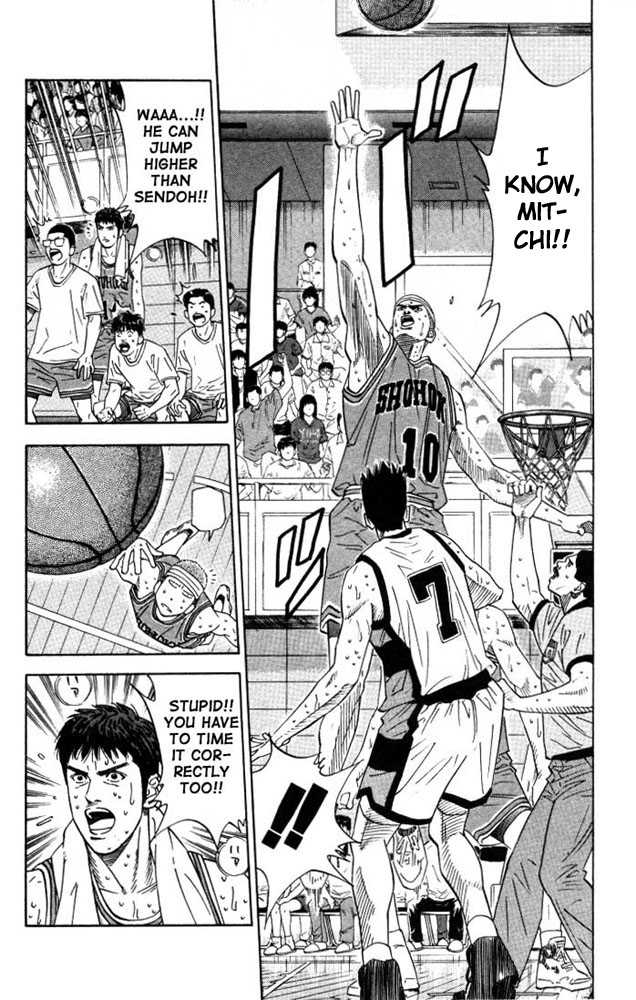 I
KNOW,
MIT-
CHI!!
SHOHOK
10
7
!!
WAAA...!!
HE CAN
JUMP
HIGHER
THAN
SENDOH!!
STUPID!!
YOU HAVE
TO TIME
IT COR-
RECTLY
TOO!!